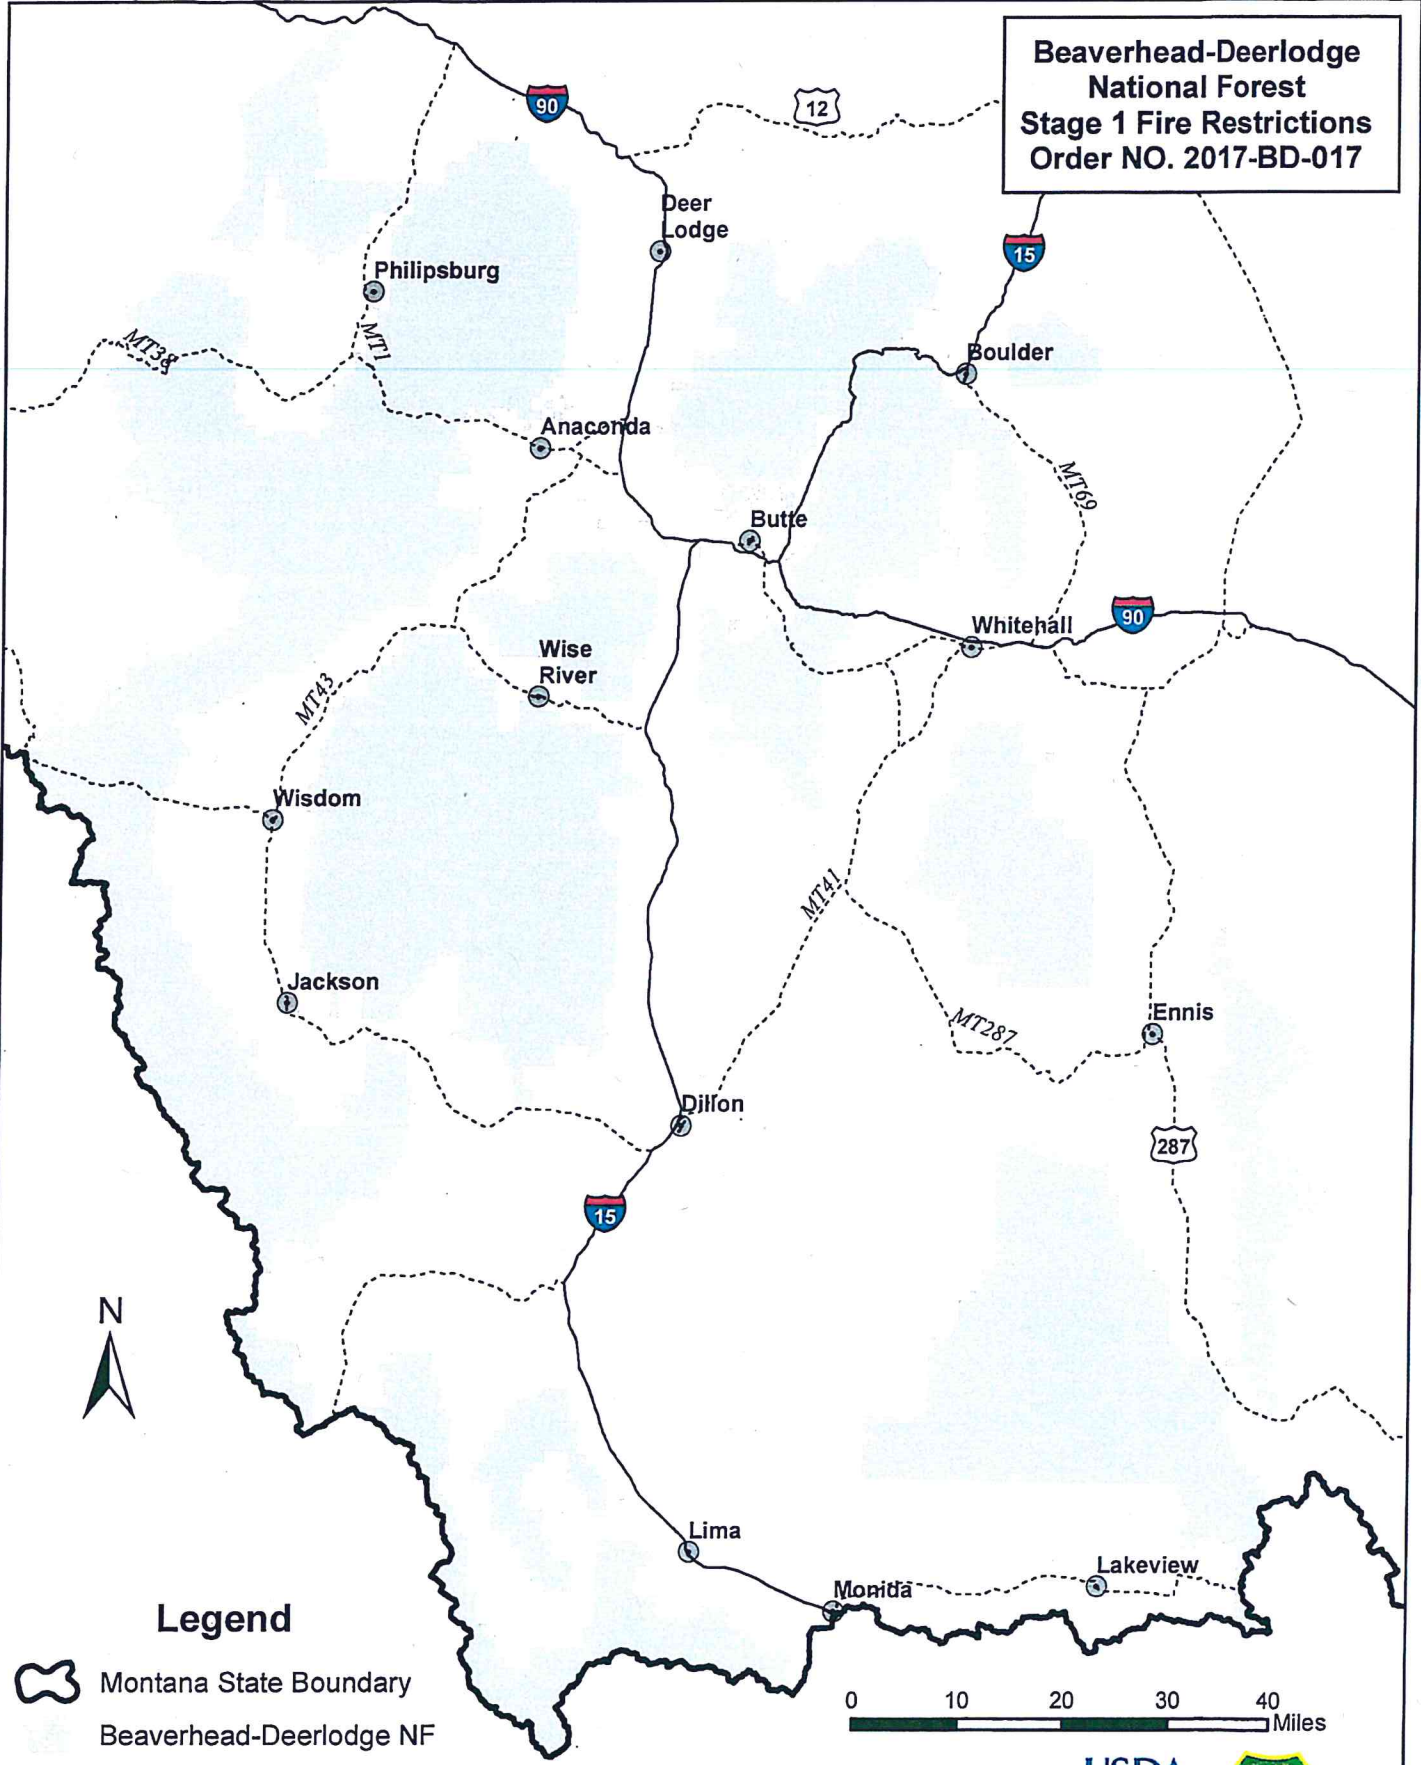 Beaverhead-Deerlodge
National Forest
Stage 1 Fire Restrictions
Order NO. 2017-BD-017
90
12
Deer
Lodge
15
Philipsburg
MT38
MT1
Boulder
Anaconda
MT69
Butte
Whitehall
90
Wise
River
MT43
Wisdom
MT41
Jackson
MT287
Ennis
Dillon
287
15
N
Lima
Lakeview
Monida
Legend
Montana State Boundary
Beaverhead-Deerlodge NF
0 10 20 30 40
Miles
USDA